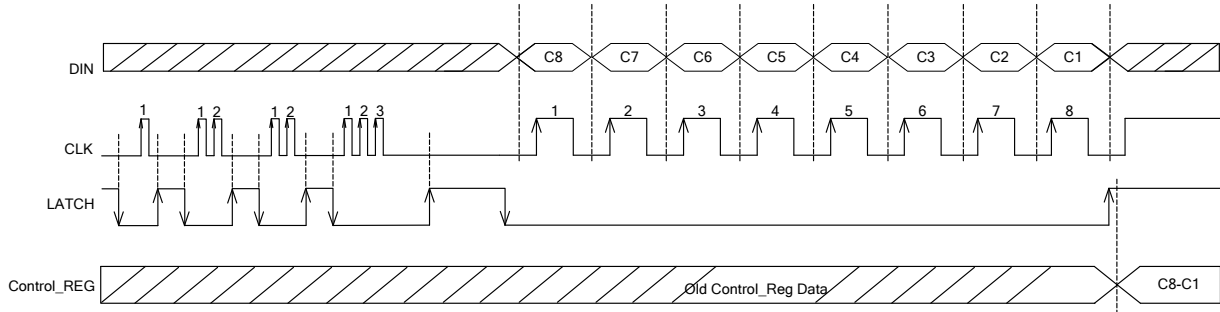 DIN C8 C7 C6 C5 C4 C3 C2 C1
CLK 1 1 2 1 2 1 2 3 1 2 3 4 5 6 7 8
LATCH
Control_REG Old Control_Reg Data C8-C1